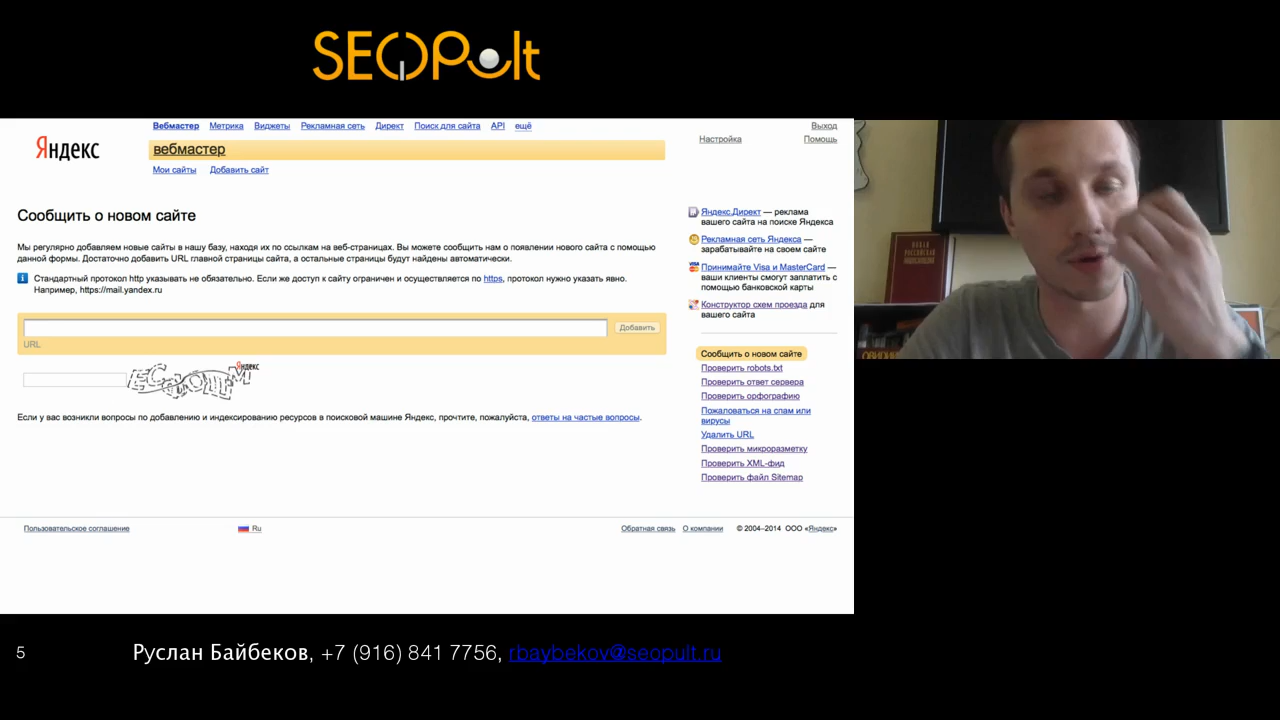 SEOPult
Вебмастер Метрика Виджеты Рекламная сеть Директ Поиск для сайта API ещё
Выход
Настройка
Помощь
Яндекс
вебмастер
Мои сайты Добавить сайт
Сообщить о новом сайте
Мы регулярно добавляем новые сайты в нашу базу, находя их по ссылкам на веб-страницах. Вы можете сообщить нам о появлении нового сайта с помощью
данной формы. Достаточно добавить URL главной страницы сайта, а остальные страницы будут найдены автоматически.
Стандартный протокол http указывать не обязательно. Если же доступ к сайту ограничен и осуществляется по https, протокол нужно указать явно.
Например, https://mail.yandex.ru
Добавить
URL
Яндекс
Если у вас возникли вопросы по добавлению и индексированию ресурсов в поисковой машине Яндекс, прочтите, пожалуйста, ответы на частые вопросы.
Яндекс.Директ — реклама
вашего сайта на поиске Яндекса
Рекламная сеть Яндекса —
зарабатывайте на своем сайте
Принимайте Visa и MasterCard —
ваши клиенты смогут заплатить с
помощью банковской карты
Конструктор схем проезда для
вашего сайта
Сообщить о новом сайте
Проверить robots.txt
Проверить ответ сервера
Проверить орфографию
Пожаловаться на спам или
вирусы
Удалить URL
Проверить микроразметку
Проверить XML-фид
Проверить файл Sitemap
Пользовательское соглашение
Ru
Обратная связь О компании © 2004–2014 ООО «Яндекс»
НОВАЯ
РОССИЙСКАЯ
ЭНЦИКЛОПЕДИЯ
5
Руслан Байбеков, +7 (916) 841 7756, rbaybekov@seopult.ru